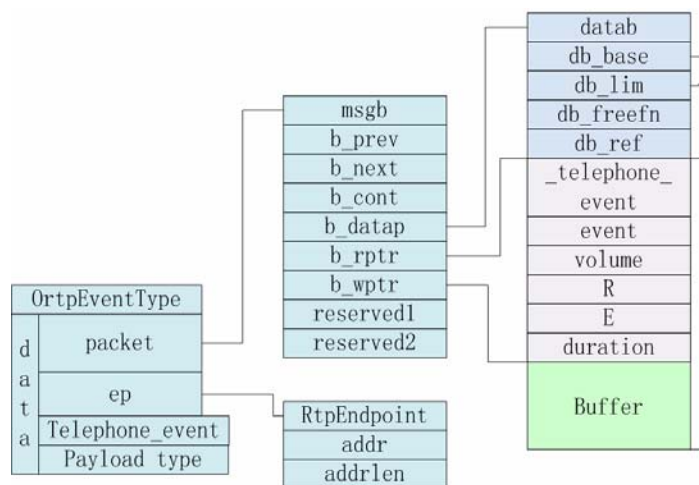 OrtpEventType
data
packet
ep
Telephone_event
Payload type
msgb
b_prev
b_next
b_cont
b_datap
b_rptr
b_wptr
reserved1
reserved2
RtpEndpoint
addr
addrlen
datab
db_base
db_lim
db_freefn
db_ref
_telephone_
event
event
volume
R
E
duration
Buffer